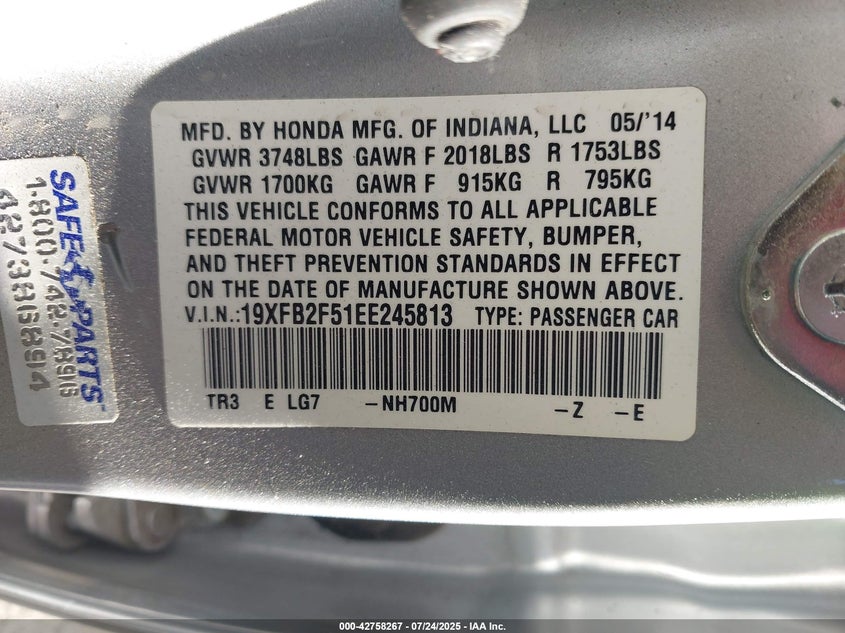 MFD. BY HONDA MFG. OF INDIANA, LLC 05/'14
GVWR 3748LBS GAWR F 2018LBS R 1753LBS
GVWR 1700KG GAWR F 915KG R 795KG
THIS VEHICLE CONFORMS TO ALL APPLICABLE
FEDERAL MOTOR VEHICLE SAFETY, BUMPER,
AND THEFT PREVENTION STANDARDS IN EFFECT
ON THE DATE OF MANUFACTURE SHOWN ABOVE.
V.I.N.:19XFB2F51EE245813 TYPE: PASSENGER CAR
TR3 E LG7 -NH700M -Z -E
SAFE PARTS
1.800.742.7896
427386894
000-42758267 / 07/24/2025 / IAA Inc.